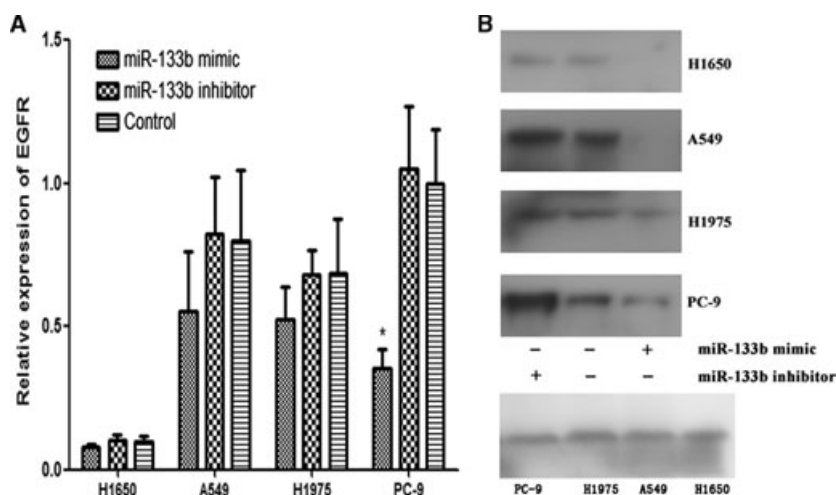 A
Relative expression of EGFR
1.5
1.0
0.5
0.0
miR-133b mimic
miR-133b inhibitor
Control
*
H1650 A549 H1975 PC-9
B
H1650
A549
H1975
PC-9
− − + miR-133b mimic
+ − − miR-133b inhibitor
PC-9 H1975 A549 H1650